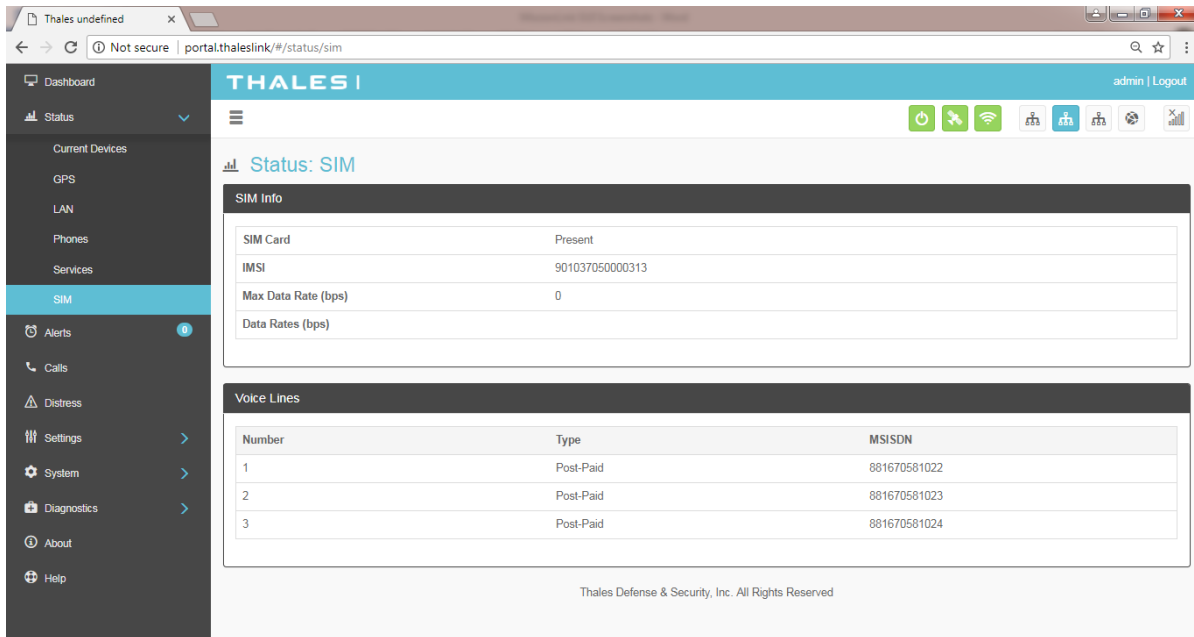 Thales undefined
Not secure | portal.thaleslink/#/status/sim
Dashboard
Status
Current Devices
GPS
LAN
Phones
Services
SIM
Alerts 0
Calls
Distress
Settings
System
Diagnostics
About
Help
THALES
admin | Logout
Status: SIM
SIM Info
SIM Card Present
IMSI 901037050000313
Max Data Rate (bps) 0
Data Rates (bps)
Voice Lines
Number Type MSISDN
1 Post-Paid 881670581022
2 Post-Paid 881670581023
3 Post-Paid 881670581024
Thales Defense & Security, Inc. All Rights Reserved